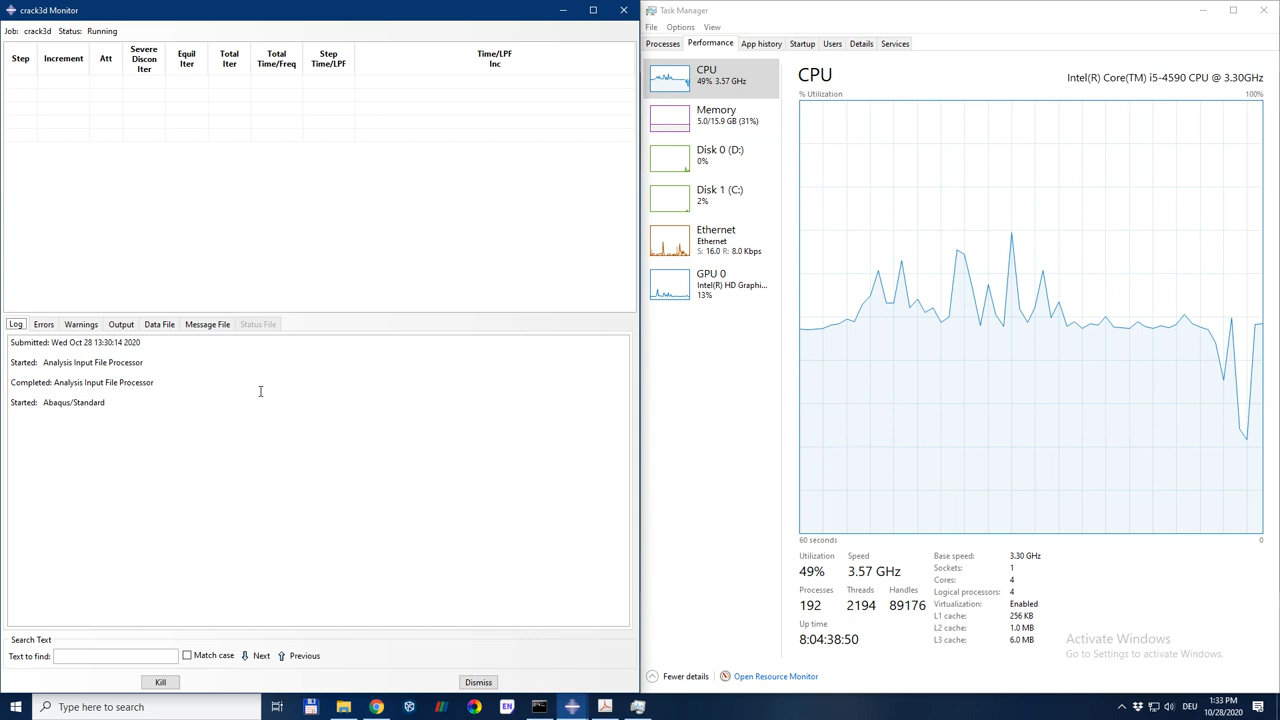 crack3d Monitor
Job: crack3d Status: Running
Step Increment Att Severe Discon Iter Equil Iter Total Iter Total Time/Freq Step Time/LPF Time/LPF Inc
Log Errors Warnings Output Data File Message File Status File
Submitted: Wed Oct 28 13:30:14 2020
Started: Analysis Input File Processor
Completed: Analysis Input File Processor
Started: Abaqus/Standard
Search Text
Text to find: Match case Next Previous
Kill Dismiss
Task Manager
File Options View
Processes Performance App history Startup Users Details Services
CPU
49% 3.57 GHz
Memory
5.0/15.9 GB (31%)
Disk 0 (D:)
0%
Disk 1 (C:)
2%
Ethernet
Ethernet
S: 16.0 R: 8.0 Kbps
GPU 0
Intel(R) HD Graphi...
13%
CPU Intel(R) Core(TM) i5-4590 CPU @ 3.30GHz
% Utilization 100%
60 seconds 0
Utilization Speed
49% 3.57 GHz
Processes Threads Handles
192 2194 89176
Up time
8:04:38:50
Base speed: 3.30 GHz
Sockets: 1
Cores: 4
Logical processors: 4
Virtualization: Enabled
L1 cache: 256 KB
L2 cache: 1.0 MB
L3 cache: 6.0 MB
Activate Windows
Go to Settings to activate Windows.
Fewer details Open Resource Monitor
Type here to search
EN
DEU
1:33 PM
10/28/2020